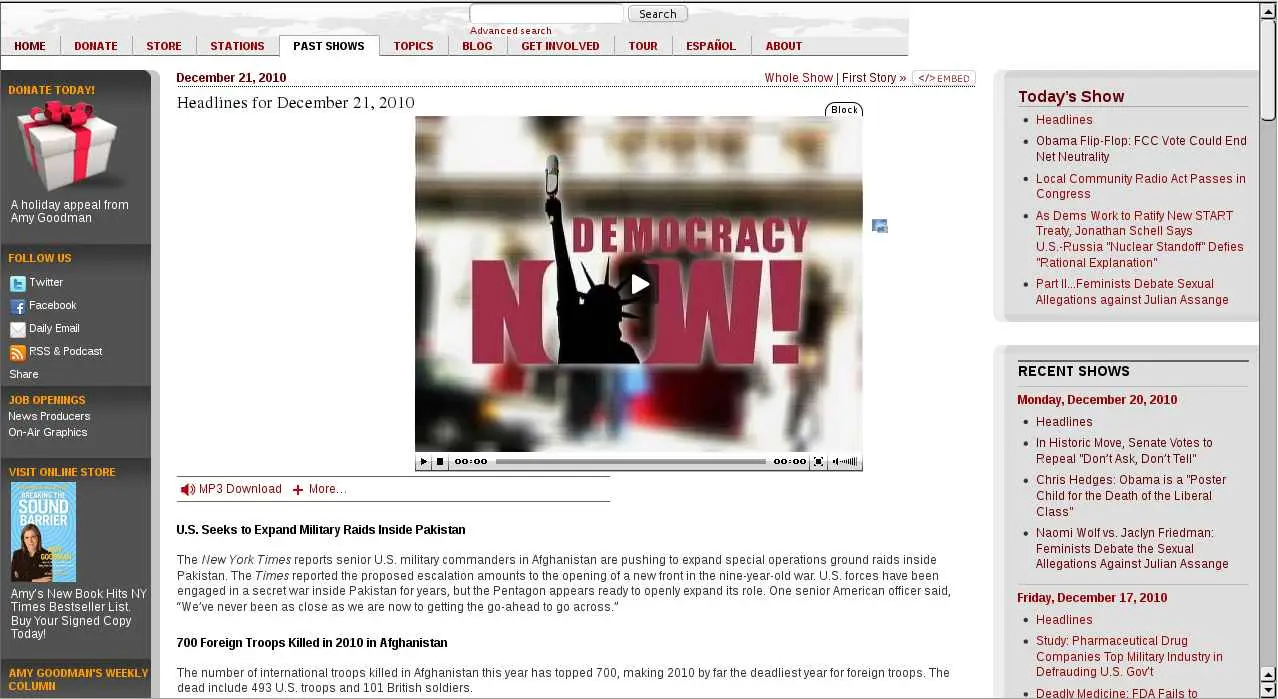 Search
Advanced search
HOME DONATE STORE STATIONS PAST SHOWS TOPICS BLOG GET INVOLVED TOUR ESPAÑOL ABOUT
DONATE TODAY!
A holiday appeal from
Amy Goodman
FOLLOW US
Twitter
Facebook
Daily Email
RSS & Podcast
Share
JOB OPENINGS
News Producers
On-Air Graphics
VISIT ONLINE STORE
BREAKING THE
SOUND
BARRIER
AMY
GOODMAN
Amy's New Book Hits NY
Times Bestseller List.
Buy Your Signed Copy
Today!
AMY GOODMAN'S WEEKLY
COLUMN
December 21, 2010
Whole Show | First Story » </> EMBED
Headlines for December 21, 2010
Block
DEMOCRACY
NOW!
00:00 00:00
MP3 Download + More...
U.S. Seeks to Expand Military Raids Inside Pakistan
The New York Times reports senior U.S. military commanders in Afghanistan are pushing to expand special operations ground raids inside
Pakistan. The Times reported the proposed escalation amounts to the opening of a new front in the nine-year-old war. U.S. forces have been
engaged in a secret war inside Pakistan for years, but the Pentagon appears ready to openly expand its role. One senior American officer said,
"We've never been as close as we are now to getting the go-ahead to go across."
700 Foreign Troops Killed in 2010 in Afghanistan
The number of international troops killed in Afghanistan this year has topped 700, making 2010 by far the deadliest year for foreign troops. The
dead include 493 U.S. troops and 101 British soldiers.
Today's Show
Headlines
Obama Flip-Flop: FCC Vote Could End
Net Neutrality
Local Community Radio Act Passes in
Congress
As Dems Work to Ratify New START
Treaty, Jonathan Schell Says
U.S.-Russia "Nuclear Standoff" Defies
"Rational Explanation"
Part II...Feminists Debate Sexual
Allegations against Julian Assange
RECENT SHOWS
Monday, December 20, 2010
Headlines
In Historic Move, Senate Votes to
Repeal "Don't Ask, Don't Tell"
Chris Hedges: Obama is a "Poster
Child for the Death of the Liberal
Class"
Naomi Wolf vs. Jaclyn Friedman:
Feminists Debate the Sexual
Allegations Against Julian Assange
Friday, December 17, 2010
Headlines
Study: Pharmaceutical Drug
Companies Top Military Industry in
Defrauding U.S. Gov't
Deadly Medicine: FDA Fails to